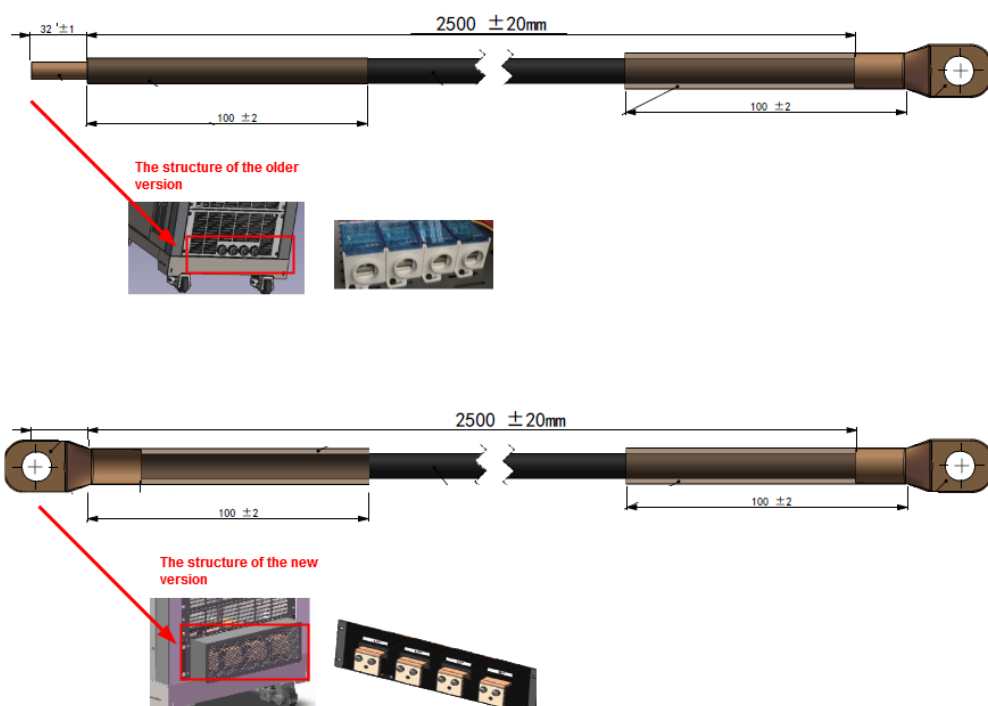 2500 ±20mm
32 '±1
100 ±2
100 ±2
The structure of the older
version
2500 ±20mm
100 ±2
100 ±2
The structure of the new
version